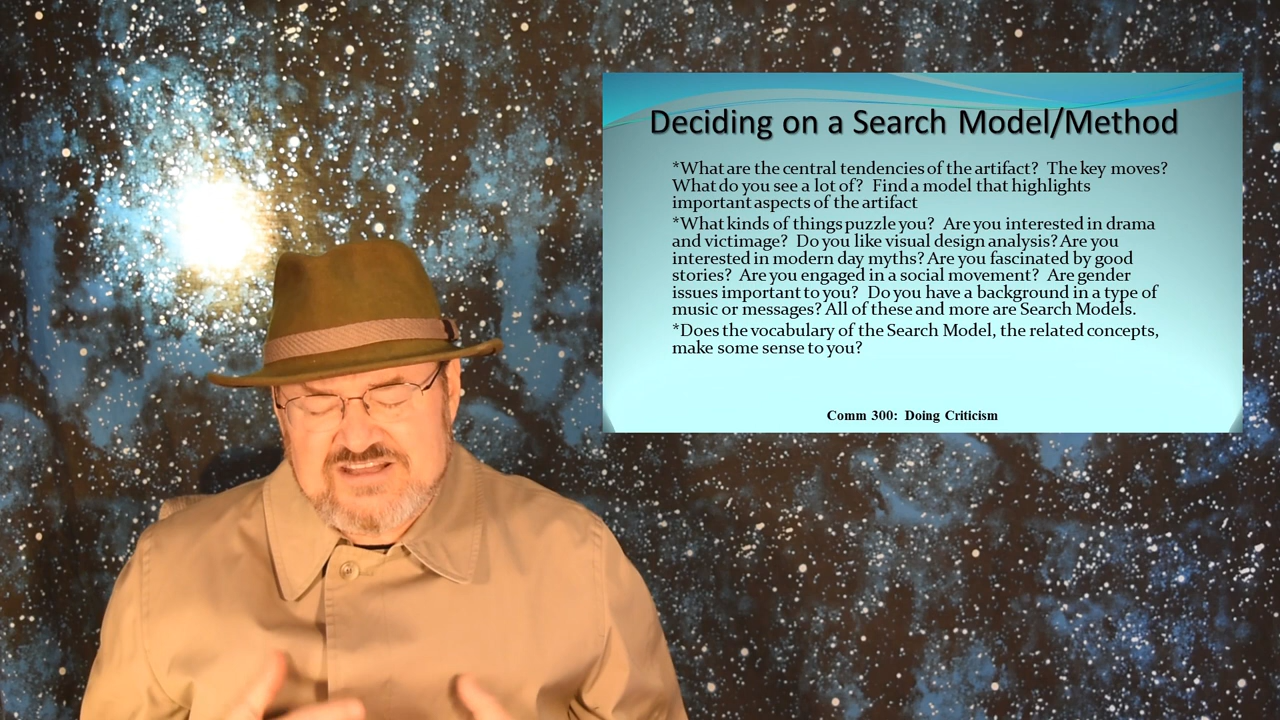 Deciding on a Search Model/Method
*What are the central tendencies of the artifact?  The key moves?
What do you see a lot of?  Find a model that highlights
important aspects of the artifact
*What kinds of things puzzle you?  Are you interested in drama
and victimage?  Do you like visual design analysis? Are you
interested in modern day myths? Are you fascinated by good
stories?  Are you engaged in a social movement?  Are gender
issues important to you?  Do you have a background in a type of
music or messages? All of these and more are Search Models.
*Does the vocabulary of the Search Model, the related concepts,
make some sense to you?
Comm 300:  Doing Criticism